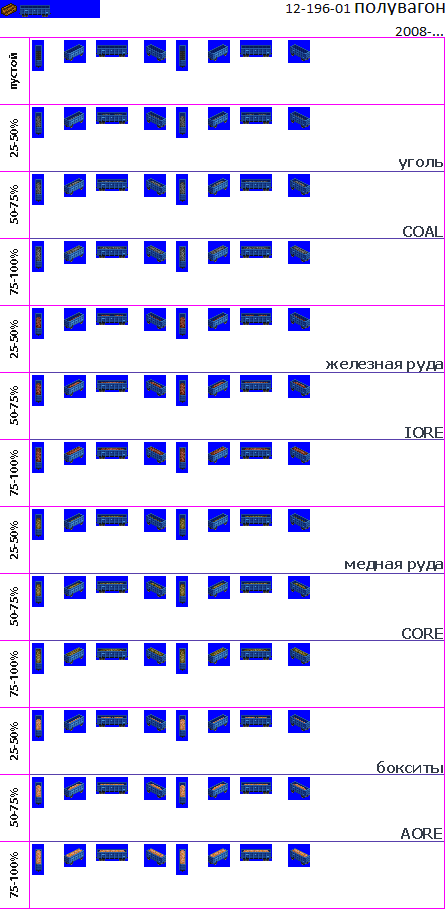 12-196-01 полувагон
2008-...
пустой
25-50%
уголь
50-75%
COAL
75-100%
25-50%
железная руда
50-75%
IORE
75-100%
25-50%
медная руда
50-75%
CORE
75-100%
25-50%
бокситы
50-75%
AORE
75-100%